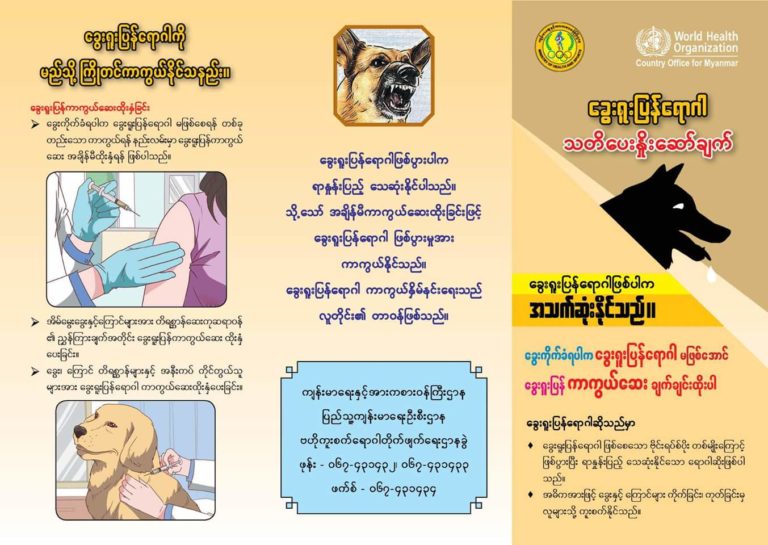 ခွေးရူးပြန်ရောဂါကို
မည်သို့ ကြိုတင်ကာကွယ်နိုင်သနည်း။
ခွေးရူးပြန်ကာကွယ်ဆေးထိုးနှံခြင်း
➤ ခွေးကိုက်ခံရပါက ခွေးရူးပြန်ရောဂါ မဖြစ်စေရန် တစ်ခု
တည်းသော ကာကွယ်ရန် နည်းလမ်းမှာ ခွေးရူးပြန်ကာကွယ်
ဆေး အချိန်မီထိုးနှံရန် ဖြစ်ပါသည်။
➤ အိမ်မွေးခွေးနှင့်ကြောင်များအား တိရစ္ဆာန်ဆေးကုဆရာဝန်
၏ ညွှန်ကြားချက်အတိုင်း ခွေးရူးပြန်ကာကွယ်ဆေး ထိုးနှံ
ပေးခြင်း။
➤ ခွေး၊ ကြောင် တိရစ္ဆာန်များနှင့် အနီးကပ် ထိုင်တွယ်သူ
များအား ခွေးရူးပြန်ရောဂါ ကာကွယ်ဆေးထိုးနှံပေးခြင်း။
ခွေးရူးပြန်ရောဂါဖြစ်ပွားပါက
ရာနှုန်းပြည့် သေဆုံးနိုင်ပါသည်။
သို့သော် အချိန်မီကာကွယ်ဆေးထိုးခြင်းဖြင့်
ခွေးရူးပြန်ရောဂါ ဖြစ်ပွားမှုအား
ကာကွယ်နိုင်သည်။
ခွေးရူးပြန်ရောဂါ ကာကွယ်နှိမ်နင်းရေးသည်
လူတိုင်း၏ တာဝန်ဖြစ်သည်။
ကျန်းမာရေးနှင့်အားကစားဝန်ကြီးဌာန
ပြည်သူ့ကျန်းမာရေးဦးစီးဌာန
ဗဟိုကူးစက်ရောဂါတိုက်ဖျက်ရေးဌာနခွဲ
ဖုန်း - ၀၆၇-၄၃၁၄၃၂၊ ၀၆၇-၄၃၁၄၃၃
ဖက်စ် - ၀၆၇-၄၃၁၄၃၄
World Health
Organization
Country Office for Myanmar
ခွေးရူးပြန်ရောဂါ
သတိပေးနှိုးဆော်ချက်
ခွေးရူးပြန်ရောဂါဖြစ်ပါက
အသက်ဆုံးနိုင်သည်။
ခွေးကိုက်ခံရပါက ခွေးရူးပြန်ရောဂါ မဖြစ်အောင်
ခွေးရူးပြန် ကာကွယ်ဆေး ချက်ချင်းထိုးပါ
ခွေးရူးပြန်ရောဂါဆိုသည်မှာ
♦ ခွေးရူးပြန်ရောဂါ ဖြစ်စေသော ဗိုင်းရပ်စ်ပိုး တစ်မျိုးကြောင့်
ဖြစ်ပွားပြီး ရာနှုန်းပြည့် သေဆုံးနိုင်သော ရောဂါဆိုးဖြစ်ပါ
သည်။
♦ အဓိကအားဖြင့် ခွေးနှင့် ကြောင်များ ကိုက်ခြင်း၊ ကုတ်ခြင်းမှ
လူများသို့ ကူးစက်နိုင်သည်။